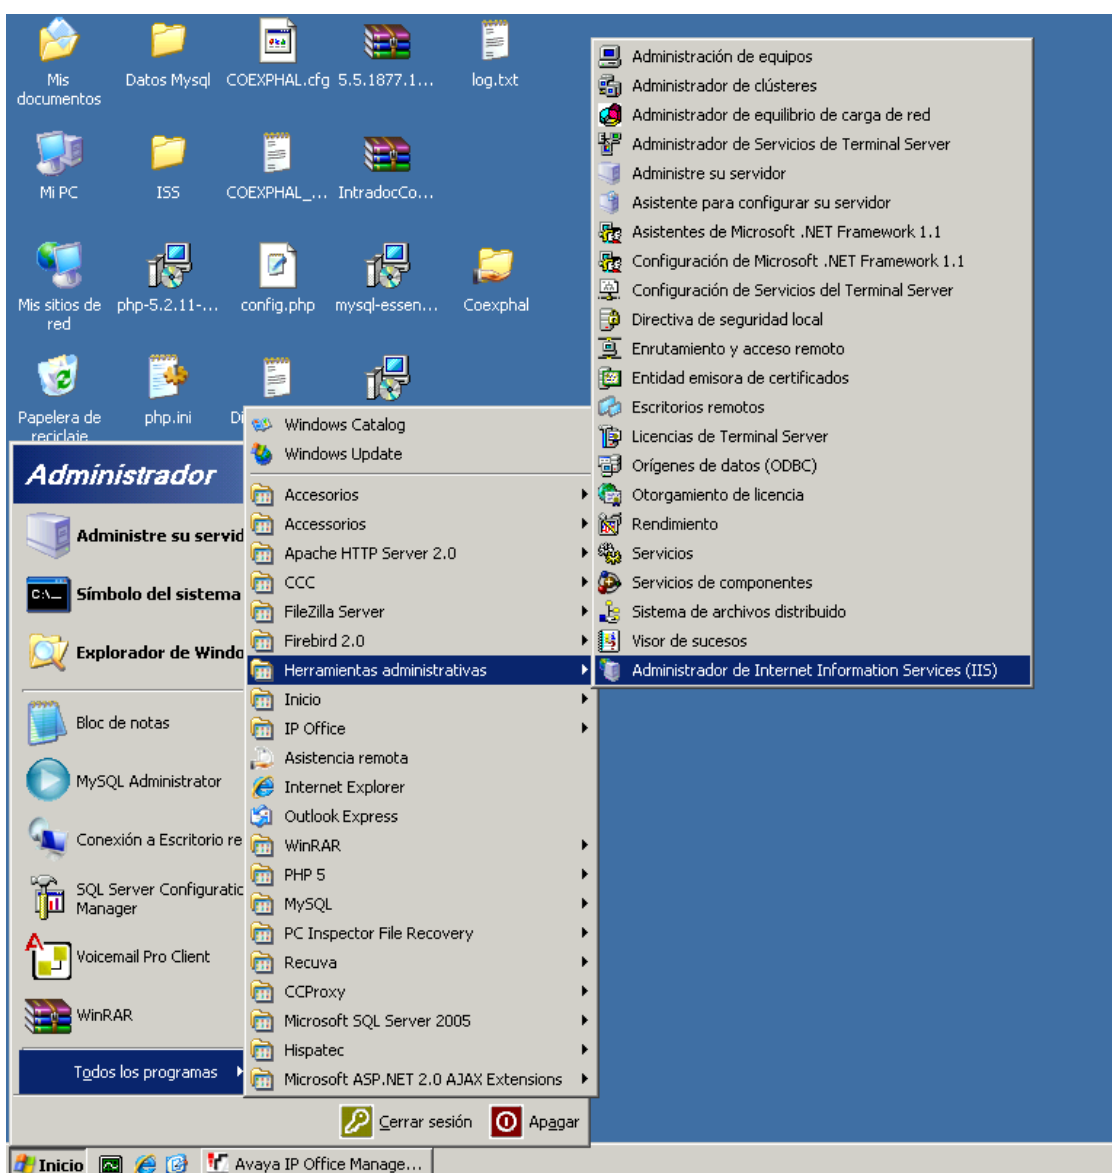 Mis documentos
Datos Mysql
COEXPHAL.cfg
5.5.1877.1...
log.txt
Mi PC
ISS
COEXPHAL_...
IntradocCo...
Mis sitios de red
php-5.2.11-...
config.php
mysql-essen...
Coexphal
Papelera de reciclaje
php.ini
Di
Administrador
Administre su servid
Símbolo del sistema
C:\_
Explorador de Windo
Bloc de notas
MySQL Administrator
Conexión a Escritorio re
SQL Server Configuratic
Manager
Voicemail Pro Client
WinRAR
Todos los programas
Windows Catalog
Windows Update
Accesorios
Accessorios
Apache HTTP Server 2.0
CCC
FileZilla Server
Firebird 2.0
Herramientas administrativas
Inicio
IP Office
Asistencia remota
Internet Explorer
Outlook Express
WinRAR
PHP 5
MySQL
PC Inspector File Recovery
Recuva
CCProxy
Microsoft SQL Server 2005
Hispatec
Microsoft ASP.NET 2.0 AJAX Extensions
Administración de equipos
Administrador de clústeres
Administrador de equilibrio de carga de red
Administrador de Servicios de Terminal Server
Administre su servidor
Asistente para configurar su servidor
Asistentes de Microsoft .NET Framework 1.1
Configuración de Microsoft .NET Framework 1.1
Configuración de Servicios del Terminal Server
Directiva de seguridad local
Enrutamiento y acceso remoto
Entidad emisora de certificados
Escritorios remotos
Licencias de Terminal Server
Orígenes de datos (ODBC)
Otorgamiento de licencia
Rendimiento
Servicios
Servicios de componentes
Sistema de archivos distribuido
Visor de sucesos
Administrador de Internet Information Services (IIS)
Cerrar sesión
Apagar
Inicio
Avaya IP Office Manage...